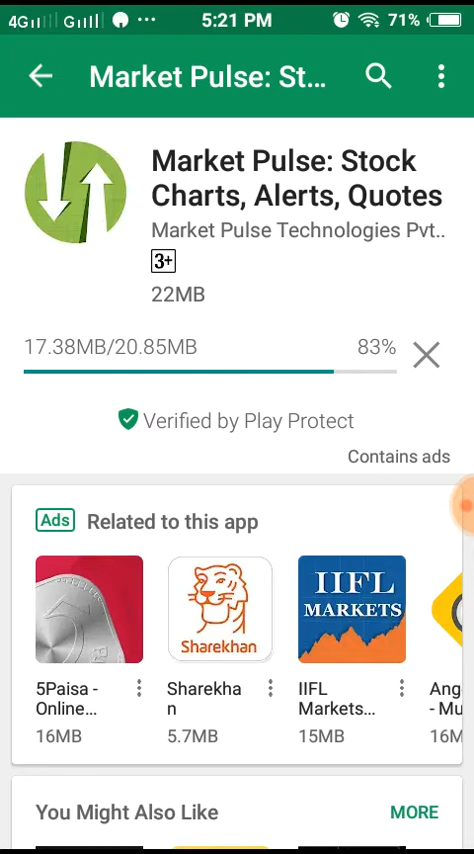 4G G 5:21 PM 71%
Market Pulse: St...
Market Pulse: Stock
Charts, Alerts, Quotes
Market Pulse Technologies Pvt..
3+
22MB
17.38MB/20.85MB 83%
Verified by Play Protect
Contains ads
Ads Related to this app
Sharekhan
IIFL
MARKETS
5Paisa -
Online...
16MB
Sharekha
n
5.7MB
IIFL
Markets...
15MB
Ang
- Mu
16M
You Might Also Like MORE